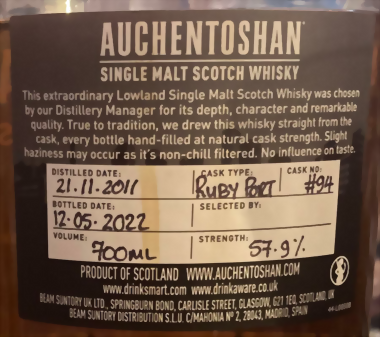 AUCHENTOSHAN
SINGLE MALT SCOTCH WHISKY
This extraordinary Lowland Single Malt Scotch Whisky was chosen
by our Distillery Manager for its depth, character and remarkable
quality. True to tradition, we drew this whisky straight from the
cask, every bottle hand-filled at natural cask strength. Slight
haziness may occur as it's non-chill filtered. No influence on taste.
DISTILLED DATE: CASK TYPE: CASK NO:
21.11.2011 RUBY PORT #94
BOTTLED DATE: SELECTED BY:
12.05.2022
VOLUME: STRENGTH:
700ML 57.9%
PRODUCT OF SCOTLAND WWW.AUCHENTOSHAN.COM
www.drinksmart.com www.drinkaware.co.uk
BEAM SUNTORY UK LTD., SPRINGBURN BOND, CARLISLE STREET, GLASGOW, G21 1EQ, SCOTLAND, UK
BEAM SUNTORY DISTRIBUTION S.L.U. C/MAHONIA Nº 2, 28043, MADRID, SPAIN